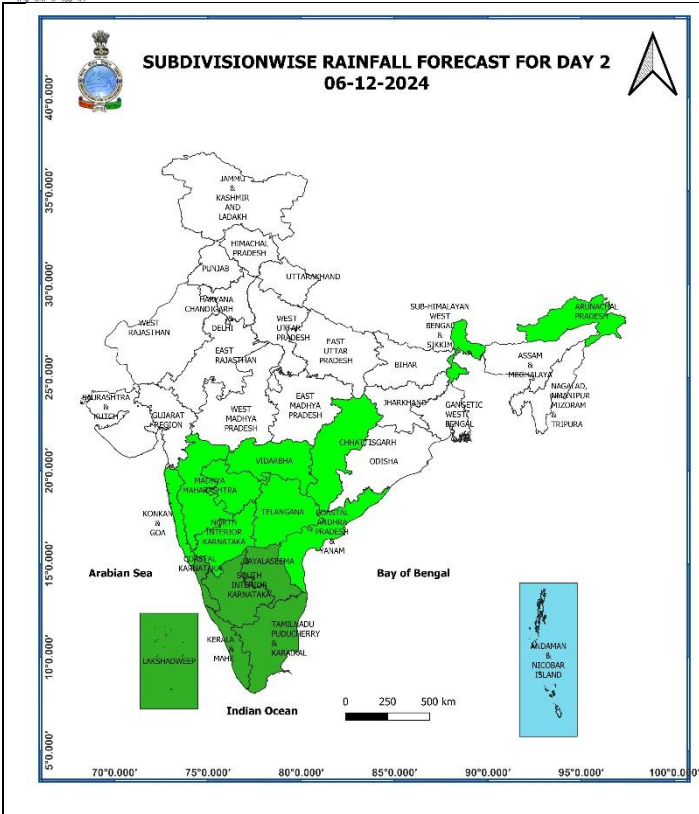 SUBDIVISIONWISE RAINFALL FORECAST FOR DAY 2
06-12-2024
40°0.000'
35°0.000'
30°0.000'
25°0.000'
20°0.000'
15°0.000'
10°0.000'
5°0.000'
JAMMU
&
KASHMIR
AND
LADAKH
HIMACHAL
PRADESH
PUNJAB
UTTARAKHAND
HARYANA
CHANDIGARH
&
DELHI
WEST
RAJASTHAN
WEST
UTTAR
PRADESH
EAST
RAJASTHAN
EAST
UTTAR
PRADESH
SUB-HIMALAYAN
WEST
BENGAL
&
SIKKIM
ARUNACHAL
PRADESH
BIHAR
ASSAM
&
MEGHALAYA
SAURASHTRA
&
KUTCH
GUJARAT
REGION
WEST
MADHYA
PRADESH
EAST
MADHYA
PRADESH
JHARKHAND
GANGETIC
WEST
BENGAL
MIZORAM
&
TRIPURA
CHHATTISGARH
ODISHA
VIDARBHA
MADHYA
MAHARASHTRA
KONKAN
&
GOA
TELANGANA
NORTH
INTERIOR
KARNATAKA
COASTAL
ANDHRA
PRADESH
&
YANAM
COASTAL
KARNATAKA
RAYALASEEMA
SOUTH
INTERIOR
KARNATAKA
Arabian Sea
Bay of Bengal
TAMILNADU
PUDUCHERRY
&
KARAIKAL
KERALA
&
MAHE
LAKSHADWEEP
ANDAMAN
&
NICOBAR
ISLAND
Indian Ocean
0 250 500 km
70°0.000' 75°0.000' 80°0.000' 85°0.000' 90°0.000' 95°0.000' 100°0.000'